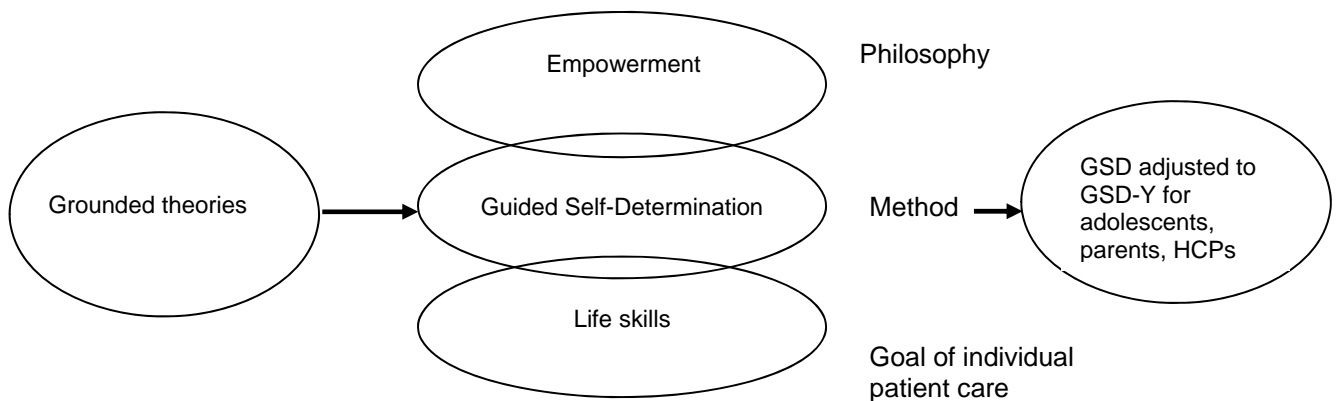 Empowerment
Philosophy
Grounded theories
Guided Self-Determination
Method
GSD adjusted to
GSD-Y for
adolescents,
parents, HCPs
Life skills
Goal of individual
patient care